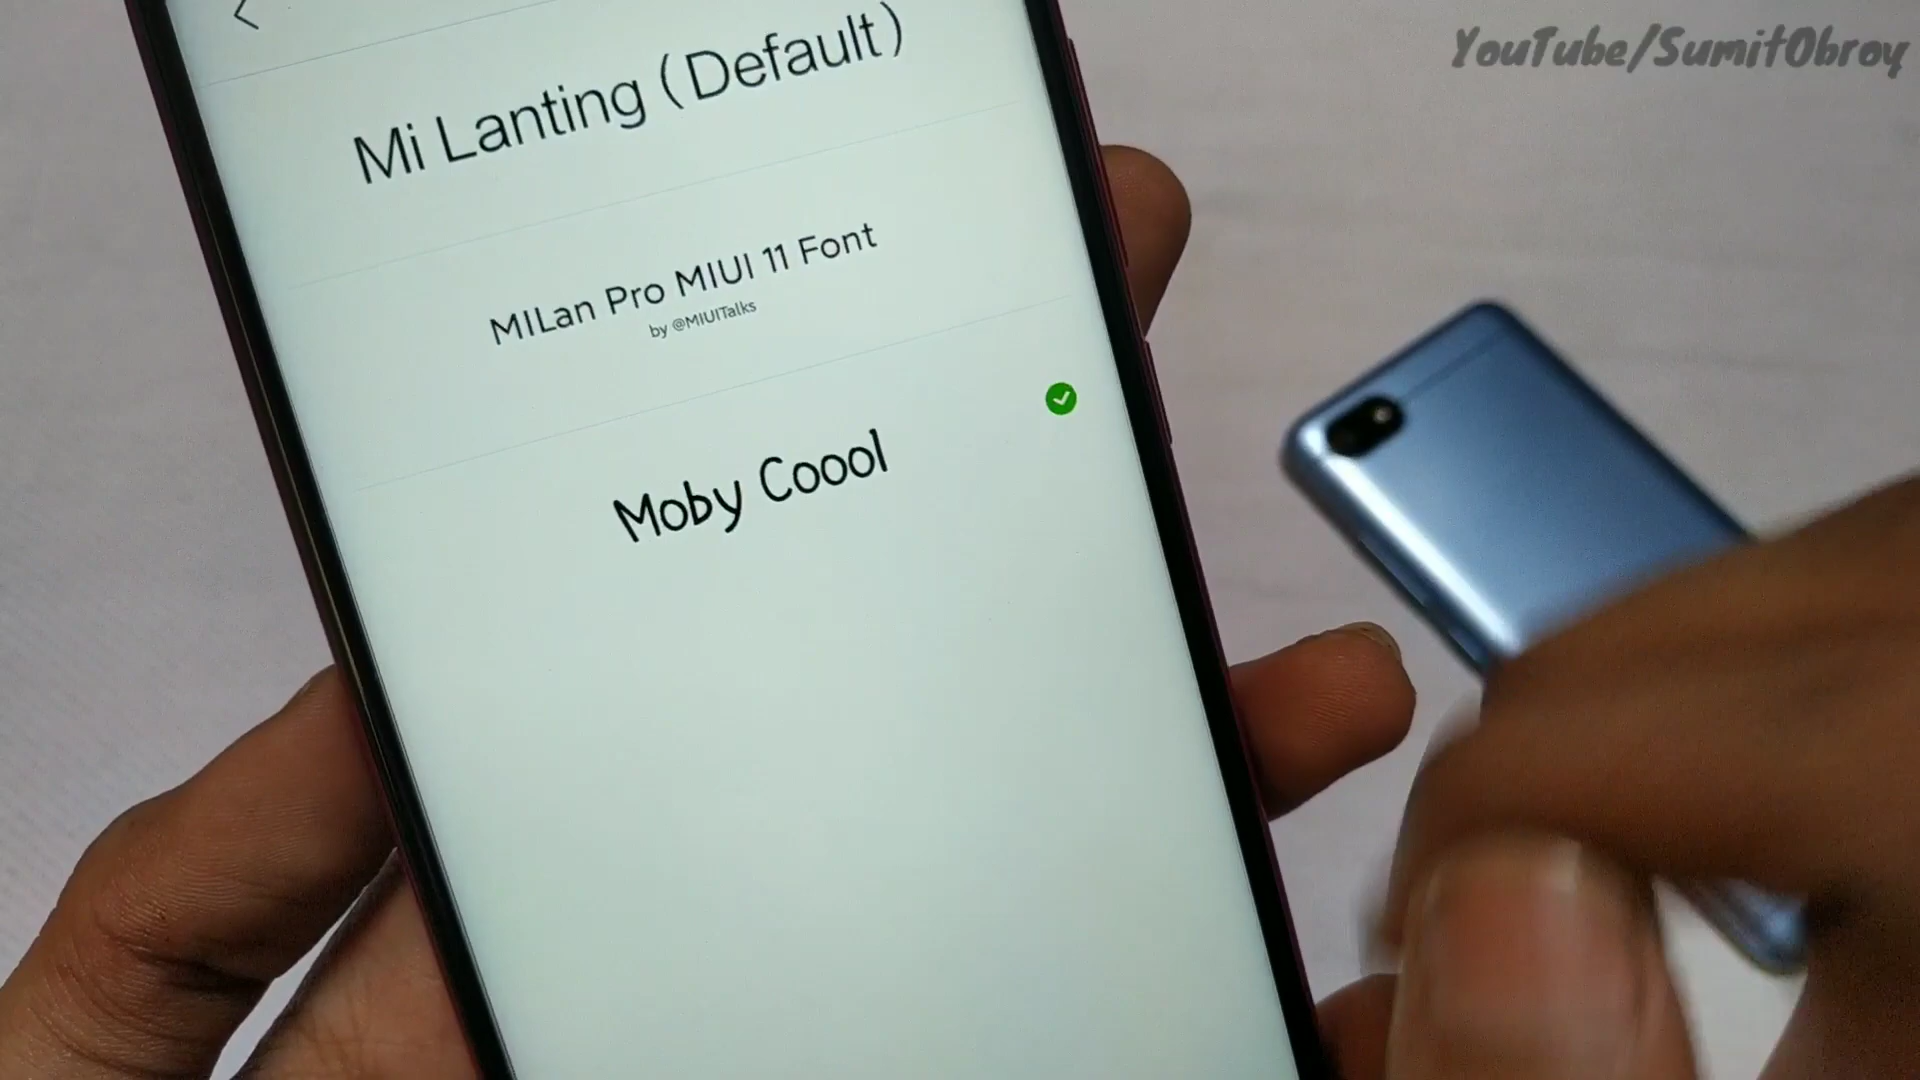 YouTube/SumitObroy
Mi Lanting (Default)
MILan Pro MIUI 11 Font
by @MIUITalks
Moby Coool